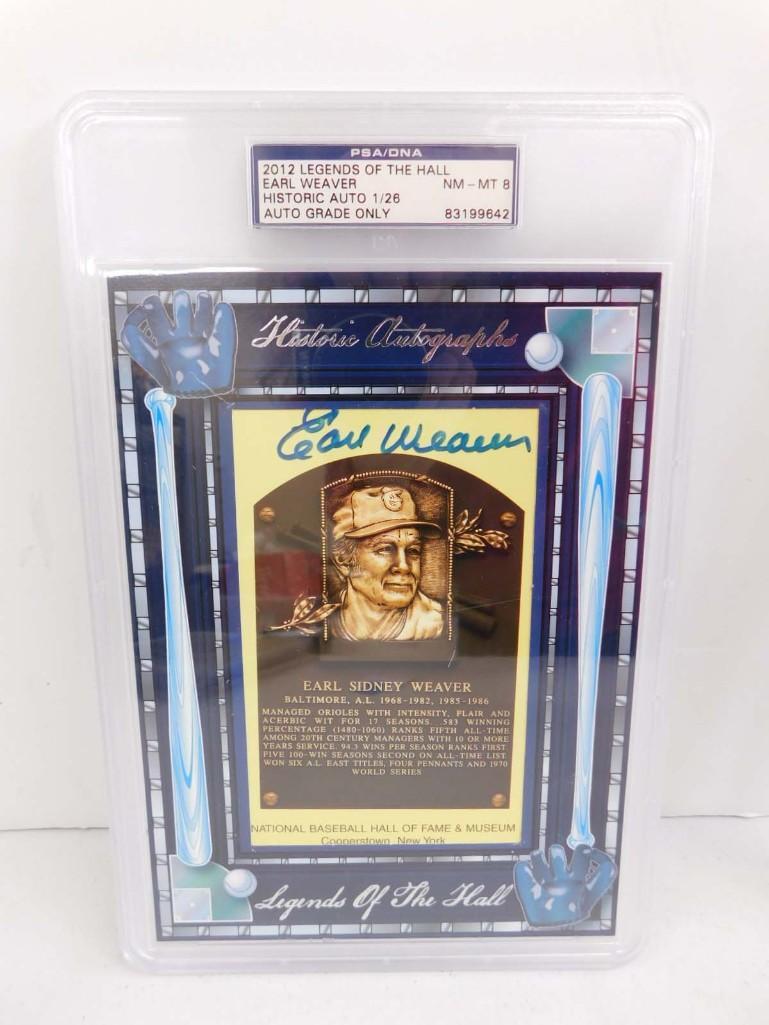 PSA/DNA
2012 LEGENDS OF THE HALL
EARL WEAVER NM-MT 8
HISTORIC AUTO 1/26
AUTO GRADE ONLY 83199642
Historic Autographs
Earl Weaver
EARL SIDNEY WEAVER
BALTIMORE, A.L. 1968-1982, 1985-1986
MANAGED ORIOLES WITH INTENSITY, FLAIR AND
ACERBIC WIT FOR 17 SEASONS. .583 WINNING
PERCENTAGE (1480-1060) RANKS FIFTH ALL-TIME
AMONG 20TH CENTURY MANAGERS WITH 10 OR MORE
YEARS SERVICE. 94.3 WINS PER SEASON RANKS FIRST.
FIVE 100-WIN SEASONS SECOND ON ALL-TIME LIST.
WON SIX A.L. EAST TITLES, FOUR PENNANTS AND 1970
WORLD SERIES
NATIONAL BASEBALL HALL OF FAME & MUSEUM
Cooperstown, New York
Legends Of The Hall